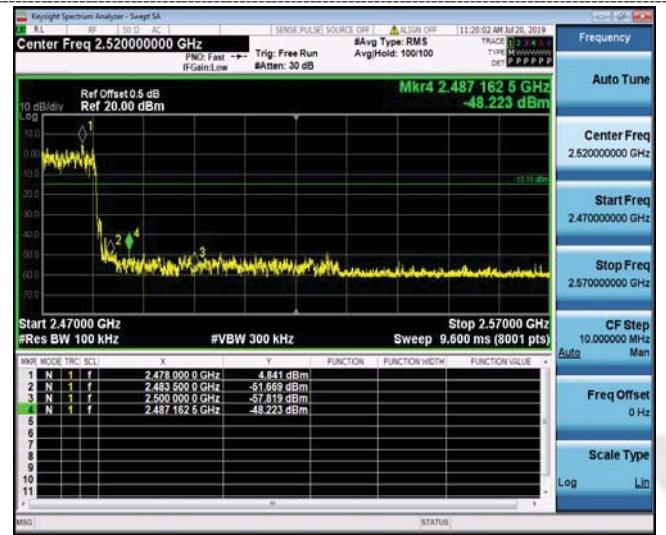 Keysight Spectrum Analyzer - Swept SA
RL RF 50 Ω AC SENSE:PULSE SOURCE OFF ALIGN OFF 11:20:02 AM Jul 20, 2019
Center Freq 2.520000000 GHz
#Avg Type: RMS
TRACE 1 2 3 4 5 6
PNO: Fast
Trig: Free Run
Avg|Hold: 100/100
TYPE M
IFGain:Low
#Atten: 30 dB
DET P P P P P P
Frequency
Auto Tune
Ref Offset 0.5 dB
Mkr4 2.487 162 5 GHz
10 dB/div Ref 20.00 dBm
-48.223 dBm
Log
10.0
0.00
-10.0
-20.0
-30.0
-40.0
-50.0
-60.0
-70.0
1
2
4
3
-15.16 dBm
Center Freq
2.520000000 GHz
Start Freq
2.470000000 GHz
Stop Freq
2.570000000 GHz
Start 2.47000 GHz
Stop 2.57000 GHz
#Res BW 100 kHz
#VBW 300 kHz
Sweep 9.600 ms (8001 pts)
CF Step
10.000000 MHz
Auto Man
MKR MODE TRC SCL X Y FUNCTION FUNCTION WIDTH FUNCTION VALUE
1 N 1 f 2.478 000 0 GHz 4.841 dBm
2 N 1 f 2.483 500 0 GHz -51.669 dBm
3 N 1 f 2.500 000 0 GHz -57.819 dBm
4 N 1 f 2.487 162 5 GHz -48.223 dBm
5
6
7
8
9
10
11
Freq Offset
0 Hz
Scale Type
Log Lin
MSG
STATUS